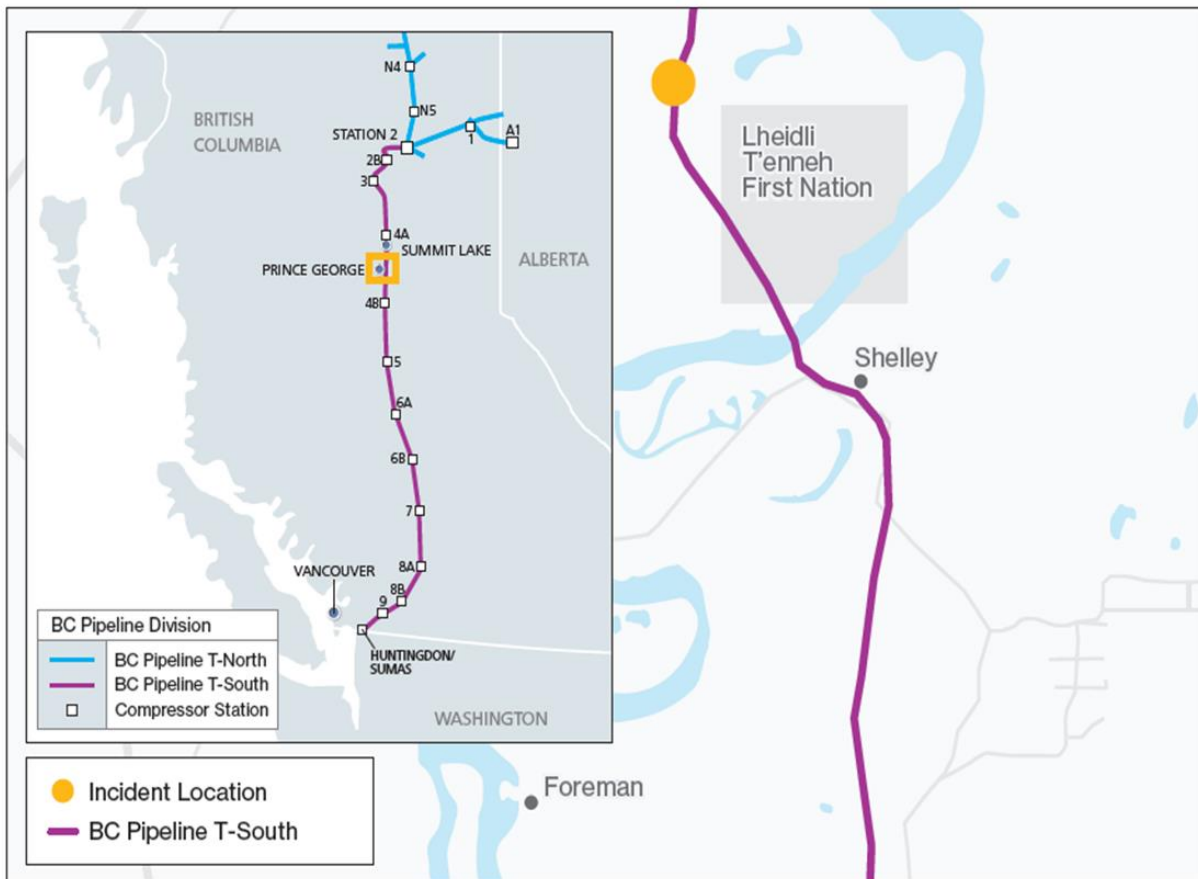 N4
N5
BRITISH
COLUMBIA
STATION 2
1
A1
2B
3
4A
SUMMIT LAKE
PRINCE GEORGE
ALBERTA
4B
5
6A
6B
7
8A
VANCOUVER
8B
9
HUNTINGDON/
SUMAS
WASHINGTON
BC Pipeline Division
BC Pipeline T-North
BC Pipeline T-South
Compressor Station
Lheidli
T'enneh
First Nation
Shelley
Foreman
Incident Location
BC Pipeline T-South